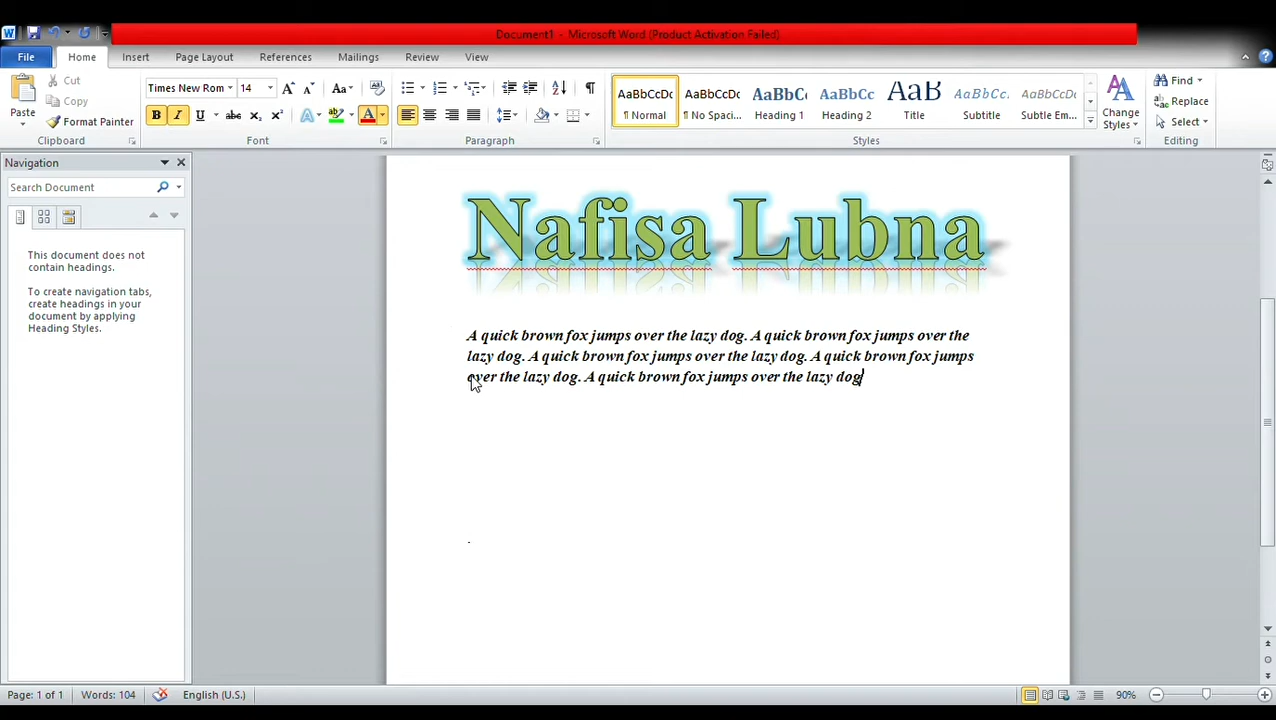 Document1 - Microsoft Word (Product Activation Failed)
File Home Insert Page Layout References Mailings Review View
Paste
Cut
Copy
Format Painter
Clipboard
Times New Rom 14
Font
Paragraph
AaBbCcDc AaBbCcDc AaBbCc AaBbCc AaB AaBbCcL AaBbCcDc
¶ Normal ¶ No Spaci... Heading 1 Heading 2 Title Subtitle Subtle Em...
Styles
Change
Styles
Find
Replace
Select
Editing
Navigation
Search Document
This document does not
contain headings.
To create navigation tabs,
create headings in your
document by applying
Heading Styles.
Nafisa Lubna
A quick brown fox jumps over the lazy dog. A quick brown fox jumps over the
lazy dog. A quick brown fox jumps over the lazy dog. A quick brown fox jumps
over the lazy dog. A quick brown fox jumps over the lazy dog
.
Page: 1 of 1 Words: 104 English (U.S.) 90%